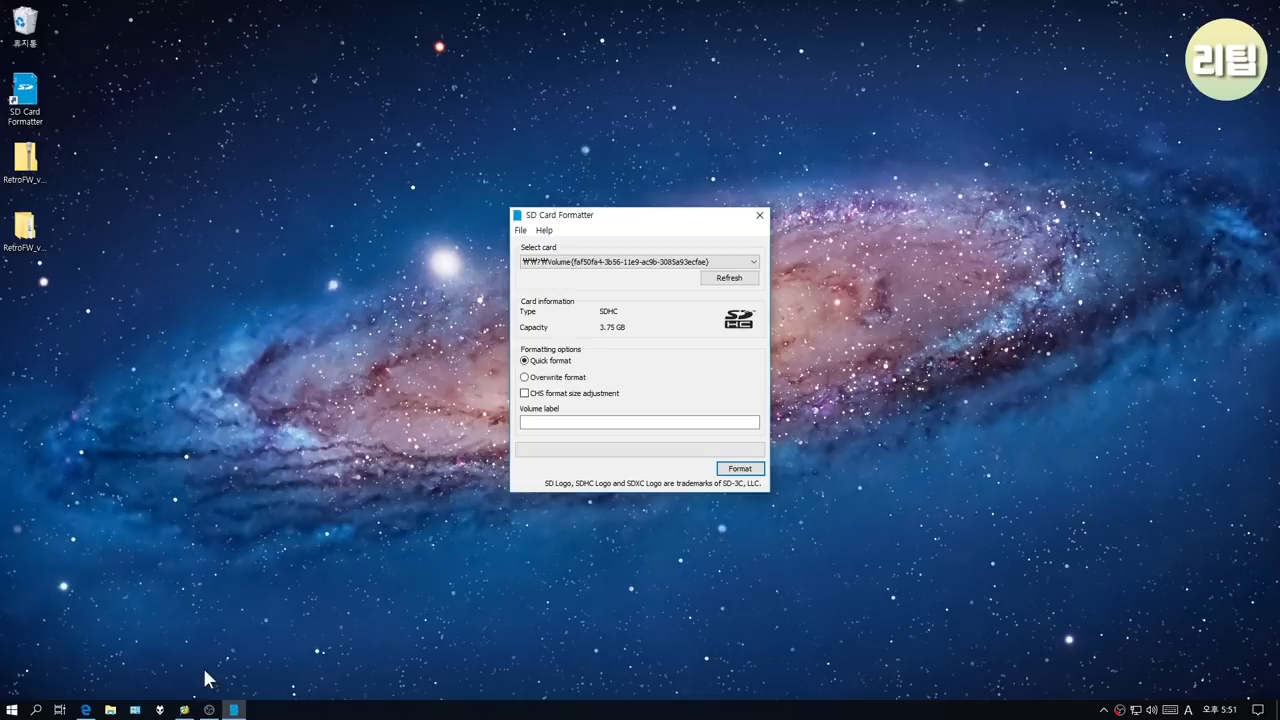 휴지통
SD Card
Formatter
RetroFW_v...
RetroFW_v...
리팁
SD Card Formatter
File Help
Select card
₩₩?₩Volume{faf50fa4-3b56-11e9-ac9b-3085a93ecfae}
Refresh
Card information
Type SDHC
Capacity 3.75 GB
SD
HC
Formatting options
Quick format
Overwrite format
CHS format size adjustment
Volume label
Format
SD Logo, SDHC Logo and SDXC Logo are trademarks of SD-3C, LLC.
A 오후 5:51